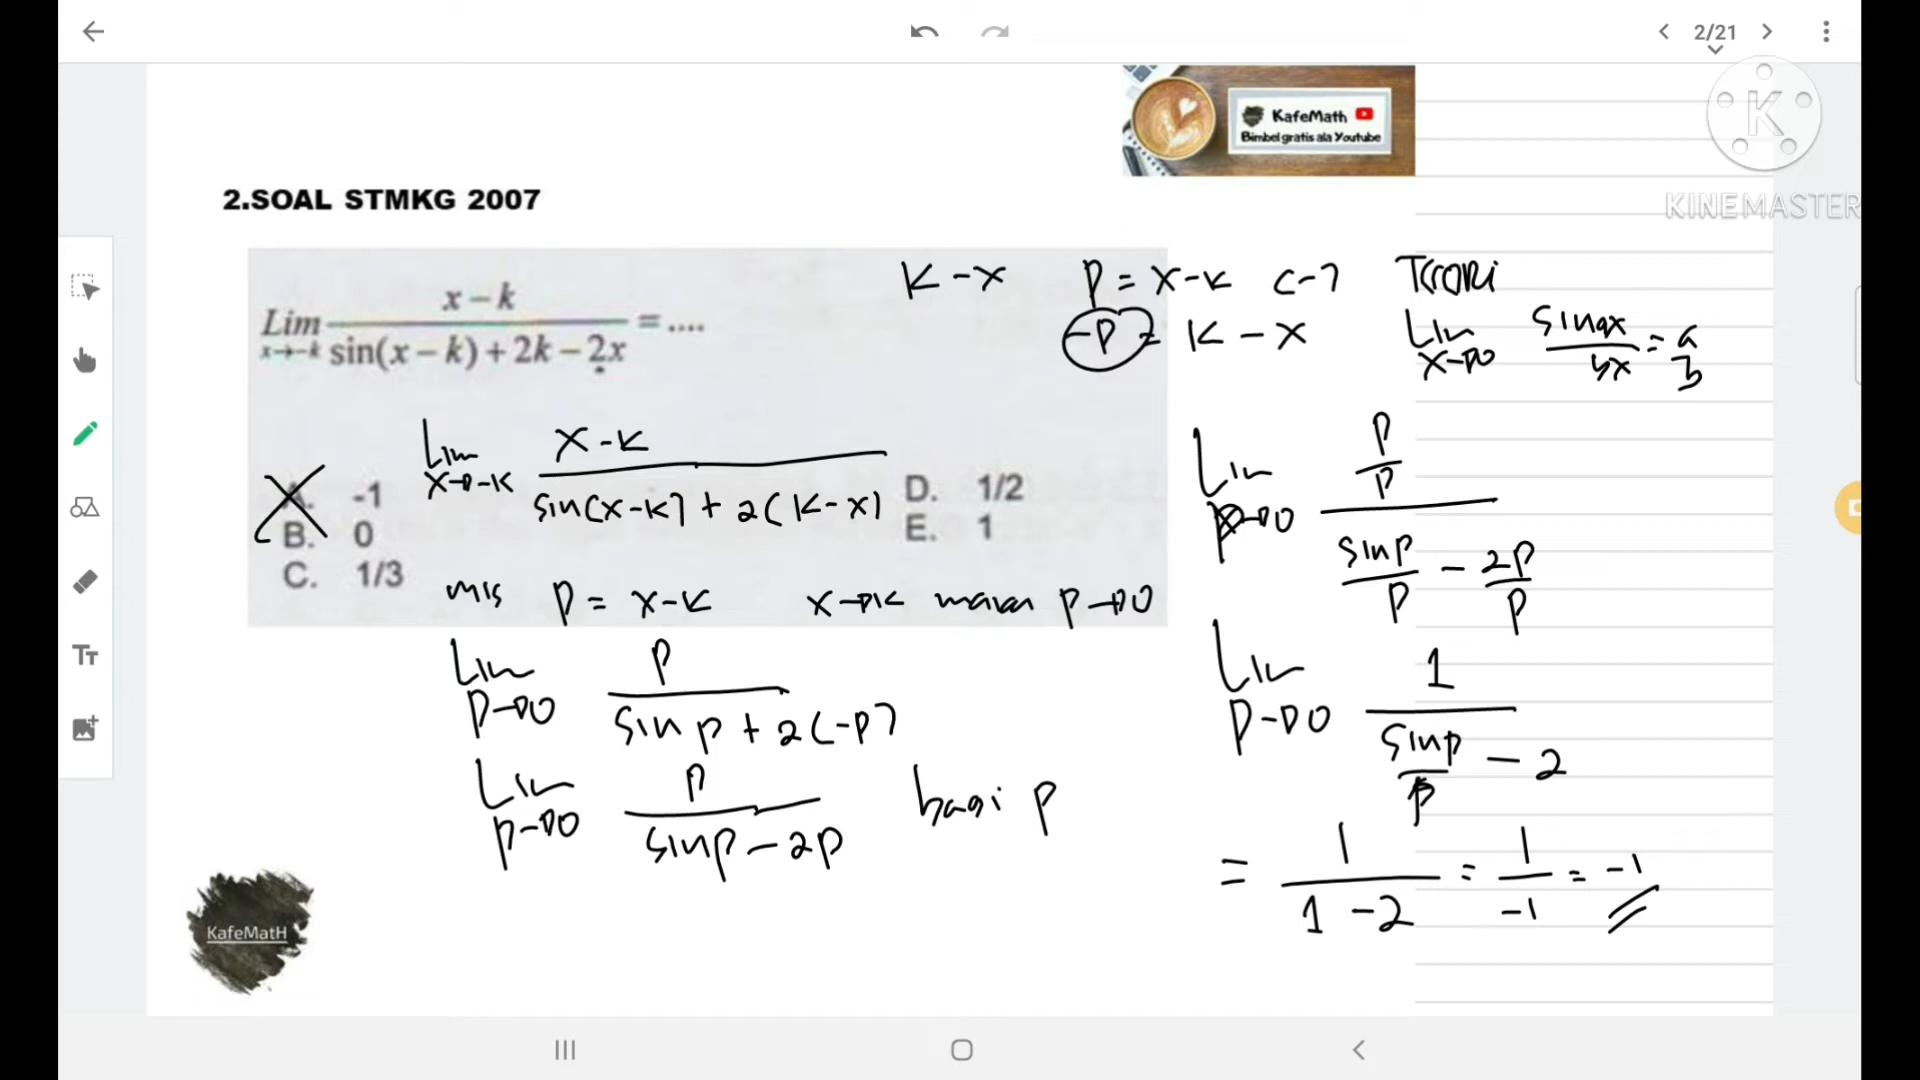 2/21
KafeMath
Bimbel gratis ala Youtube
K
KINEMASTER
2.SOAL STMKG 2007
Lim x→-k (x – k) / (sin(x – k) + 2k – 2x) = ....
K - x
P = x - k (-)
-P = K - x
Teori
Lim x→0 sin ax / bx = a/b
Lim x→-k (x - k) / (sin(x - k) + 2(k - x))
A. -1
B. 0
C. 1/3
D. 1/2
E. 1
mis P = x - k x→k maka P→0
Lim p→0 P / (sin p + 2(-p))
Lim p→0 P / (sin p - 2p) bagi p
Lim p→0 (P/P) / (sin p/p - 2p/p)
Lim p→0 1 / (sin p/p - 2)
= 1/(1 - 2) = 1/-1 = -1
KafeMatH
Tт